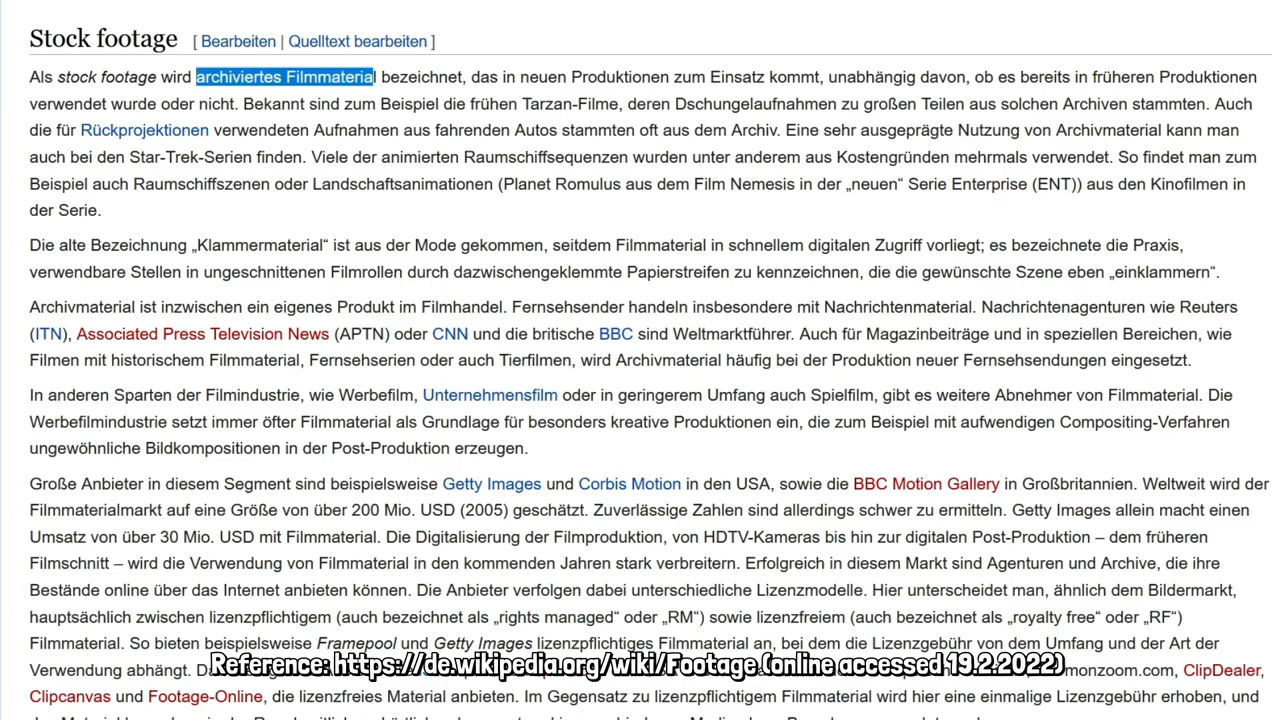 Stock footage [ Bearbeiten | Quelltext bearbeiten ]
Als stock footage wird archiviertes Filmmaterial bezeichnet, das in neuen Produktionen zum Einsatz kommt, unabhängig davon, ob es bereits in früheren Produktionen
verwendet wurde oder nicht. Bekannt sind zum Beispiel die frühen Tarzan-Filme, deren Dschungelaufnahmen zu großen Teilen aus solchen Archiven stammten. Auch
die für Rückprojektionen verwendeten Aufnahmen aus fahrenden Autos stammten oft aus dem Archiv. Eine sehr ausgeprägte Nutzung von Archivmaterial kann man
auch bei den Star-Trek-Serien finden. Viele der animierten Raumschiffsequenzen wurden unter anderem aus Kostengründen mehrmals verwendet. So findet man zum
Beispiel auch Raumschiffszenen oder Landschaftsanimationen (Planet Romulus aus dem Film Nemesis in der „neuen“ Serie Enterprise (ENT)) aus den Kinofilmen in
der Serie.
Die alte Bezeichnung „Klammermaterial“ ist aus der Mode gekommen, seitdem Filmmaterial in schnellem digitalen Zugriff vorliegt; es bezeichnete die Praxis,
verwendbare Stellen in ungeschnittenen Filmrollen durch dazwischengeklemmte Papierstreifen zu kennzeichnen, die die gewünschte Szene eben „einklammern“.
Archivmaterial ist inzwischen ein eigenes Produkt im Filmhandel. Fernsehsender handeln insbesondere mit Nachrichtenmaterial. Nachrichtenagenturen wie Reuters
(ITN), Associated Press Television News (APTN) oder CNN und die britische BBC sind Weltmarktführer. Auch für Magazinbeiträge und in speziellen Bereichen, wie
Filmen mit historischem Filmmaterial, Fernsehserien oder auch Tierfilmen, wird Archivmaterial häufig bei der Produktion neuer Fernsehsendungen eingesetzt.
In anderen Sparten der Filmindustrie, wie Werbefilm, Unternehmensfilm oder in geringerem Umfang auch Spielfilm, gibt es weitere Abnehmer von Filmmaterial. Die
Werbefilmindustrie setzt immer öfter Filmmaterial als Grundlage für besonders kreative Produktionen ein, die zum Beispiel mit aufwendigen Compositing-Verfahren
ungewöhnliche Bildkompositionen in der Post-Produktion erzeugen.
Große Anbieter in diesem Segment sind beispielsweise Getty Images und Corbis Motion in den USA, sowie die BBC Motion Gallery in Großbritannien. Weltweit wird der
Filmmaterialmarkt auf eine Größe von über 200 Mio. USD (2005) geschätzt. Zuverlässige Zahlen sind allerdings schwer zu ermitteln. Getty Images allein macht einen
Umsatz von über 30 Mio. USD mit Filmmaterial. Die Digitalisierung der Filmproduktion, von HDTV-Kameras bis hin zur digitalen Post-Produktion – dem früheren
Filmschnitt – wird die Verwendung von Filmmaterial in den kommenden Jahren stark verbreitern. Erfolgreich in diesem Markt sind Agenturen und Archive, die ihre
Bestände online über das Internet anbieten können. Die Anbieter verfolgen dabei unterschiedliche Lizenzmodelle. Hier unterscheidet man, ähnlich dem Bildermarkt,
hauptsächlich zwischen lizenzpflichtigem (auch bezeichnet als „rights managed“ oder „RM“) sowie lizenzfreiem (auch bezeichnet als „royalty free“ oder „RF“)
Filmmaterial. So bieten beispielsweise Framepool und Getty Images lizenzpflichtiges Filmmaterial an, bei dem die Lizenzgebühr von dem Umfang und der Art der
Verwendung abhängt. monzoom.com, ClipDealer,
Reference: https://de.wikipedia.org/wiki/Footage (online accessed 19.2.2022)
Clipcanvas und Footage-Online, die lizenzfreies Material anbieten. Im Gegensatz zu lizenzpflichtigem Filmmaterial wird hier eine einmalige Lizenzgebühr erhoben, und